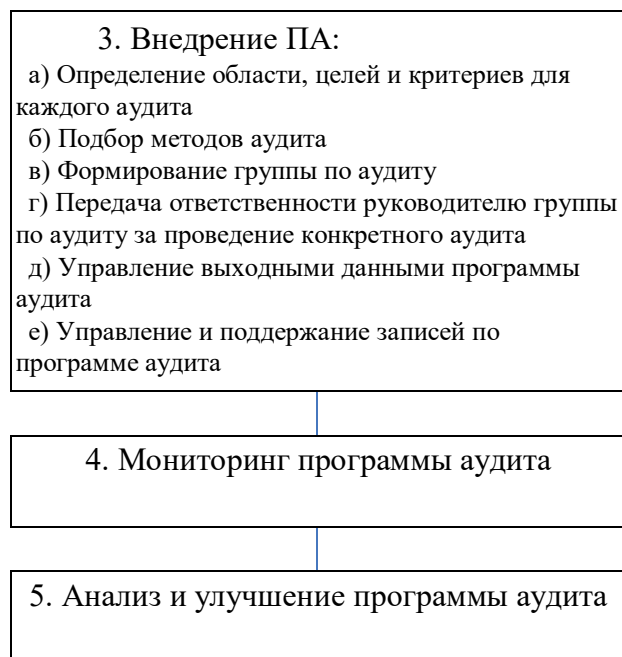 3. Внедрение ПА:
а) Определение области, целей и критериев для
каждого аудита
б) Подбор методов аудита
в) Формирование группы по аудиту
г) Передача ответственности руководителю группы
по аудиту за проведение конкретного аудита
д) Управление выходными данными программы
аудита
е) Управление и поддержание записей по
программе аудита
4. Мониторинг программы аудита
5. Анализ и улучшение программы аудита